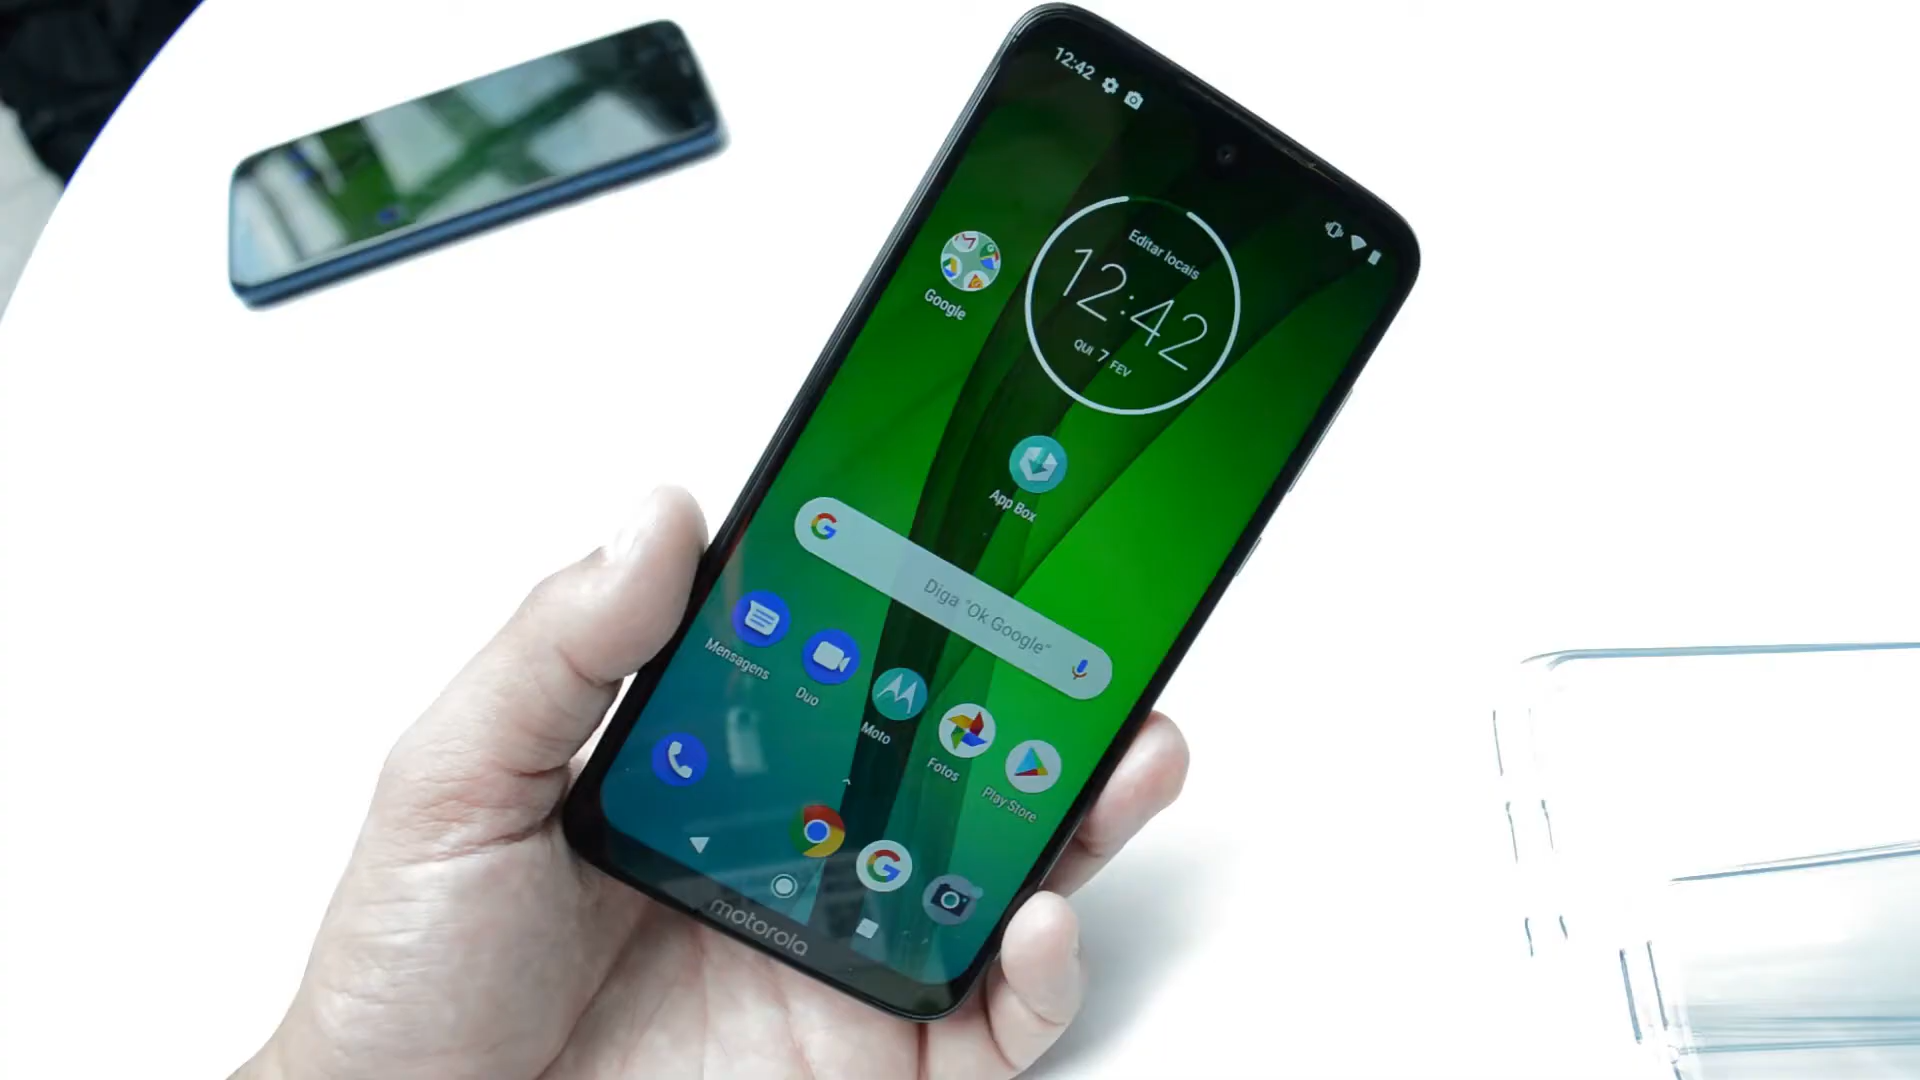 12:42
Editar locais
12:42
QUI 7 FEV
Google
App Box
Diga "Ok Google"
Mensagens
Duo
Moto
Fotos
Play Store
motorola